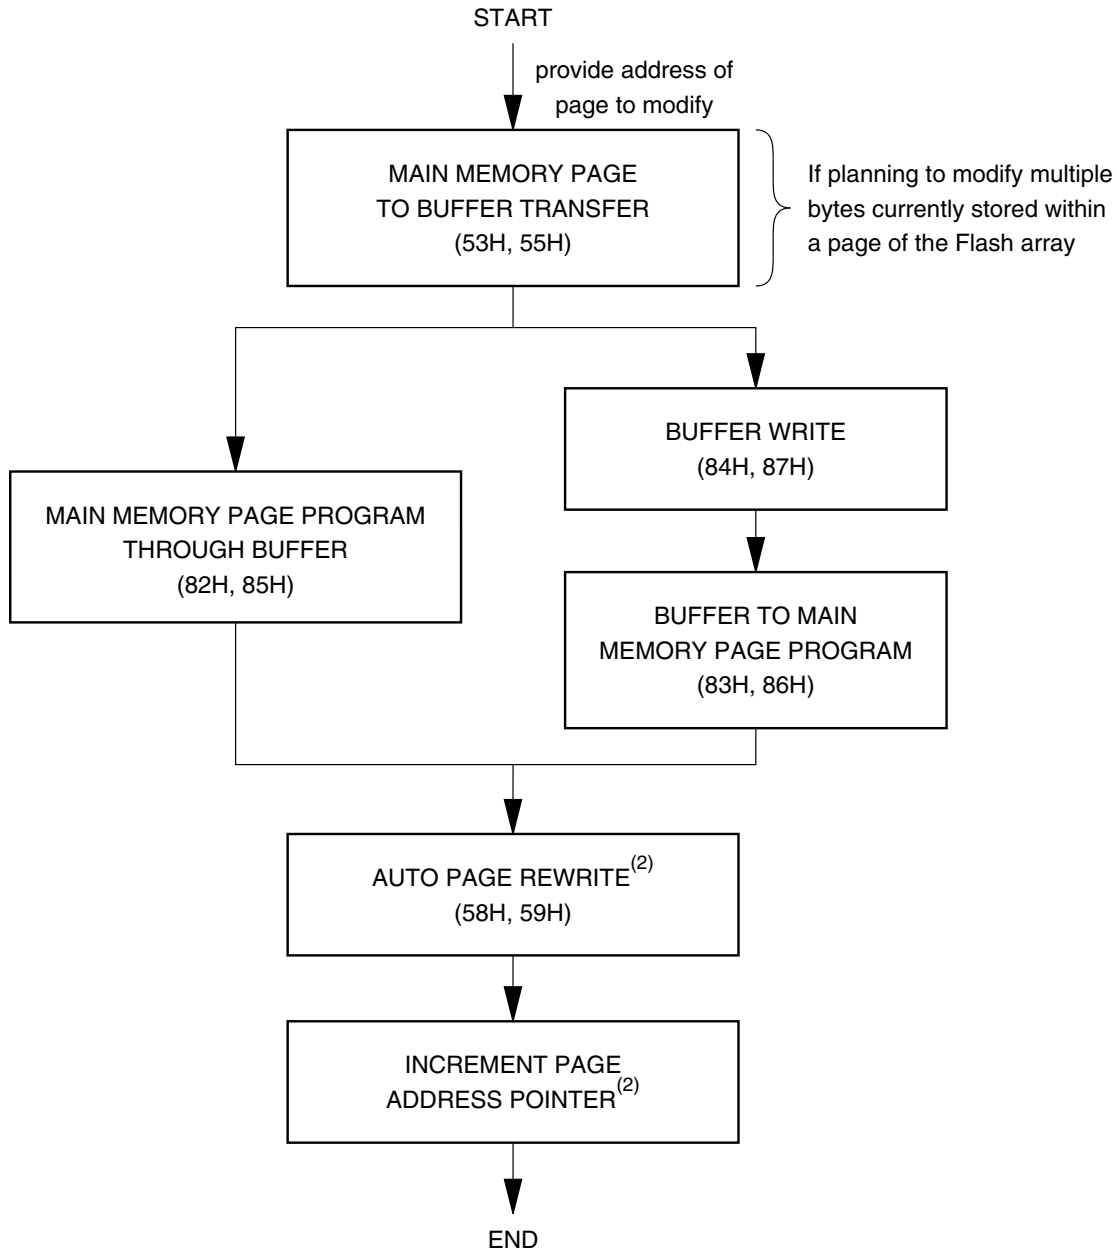 START
provide address of
page to modify
MAIN MEMORY PAGE
TO BUFFER TRANSFER
(53H, 55H)
If planning to modify multiple
bytes currently stored within
a page of the Flash array
BUFFER WRITE
(84H, 87H)
MAIN MEMORY PAGE PROGRAM
THROUGH BUFFER
(82H, 85H)
BUFFER TO MAIN
MEMORY PAGE PROGRAM
(83H, 86H)
AUTO PAGE REWRITE(2)
(58H, 59H)
INCREMENT PAGE
ADDRESS POINTER(2)
END